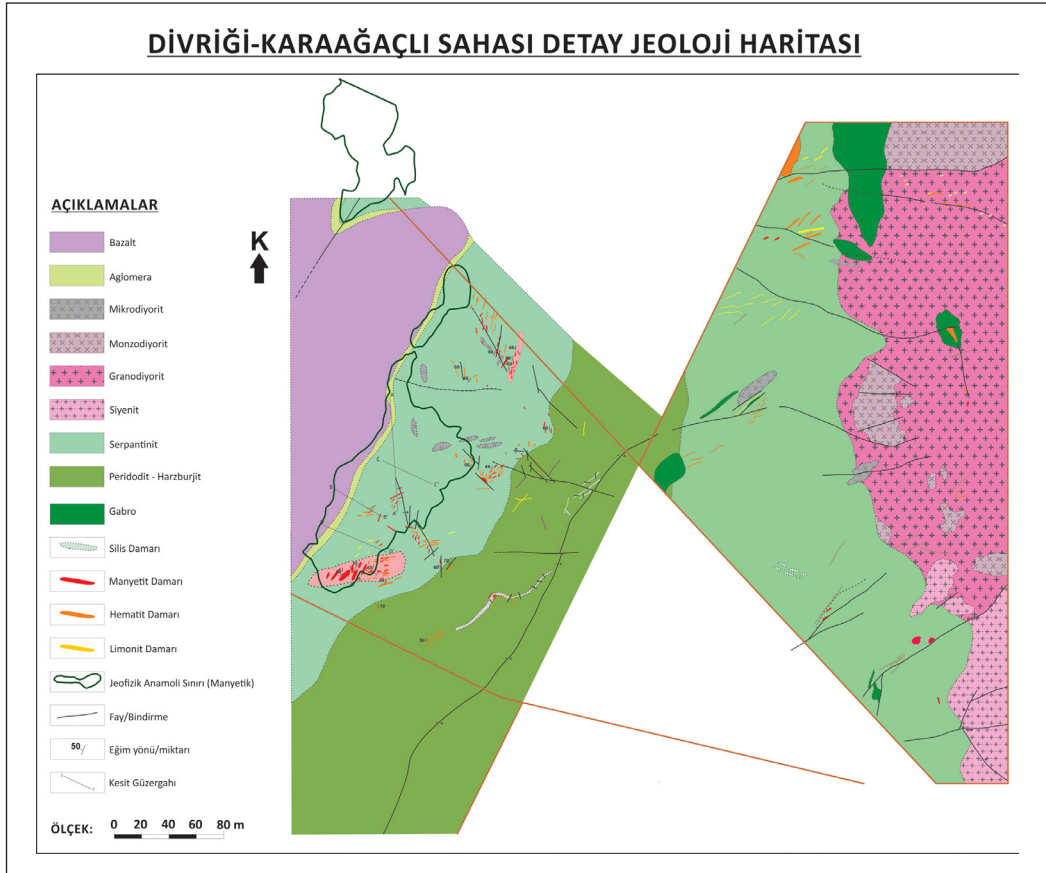 DİVRİĞİ-KARAAĞAÇLI SAHASI DETAY JEOLOJİ HARİTASI
AÇIKLAMALAR
K
Bazalt
Aglomera
Mikrodiyorit
Monzodiyorit
Granodiyorit
Siyenit
Serpantinit
Peridodit - Harzburjit
Gabro
Silis Damarı
Manyetit Damarı
Hematit Damarı
Limonit Damarı
Jeofizik Anamoli Sınırı (Manyetik)
Fay/Bindirme
50 Eğim yönü/miktarı
Kesit Güzergahı
ÖLÇEK: 0 20 40 60 80 m